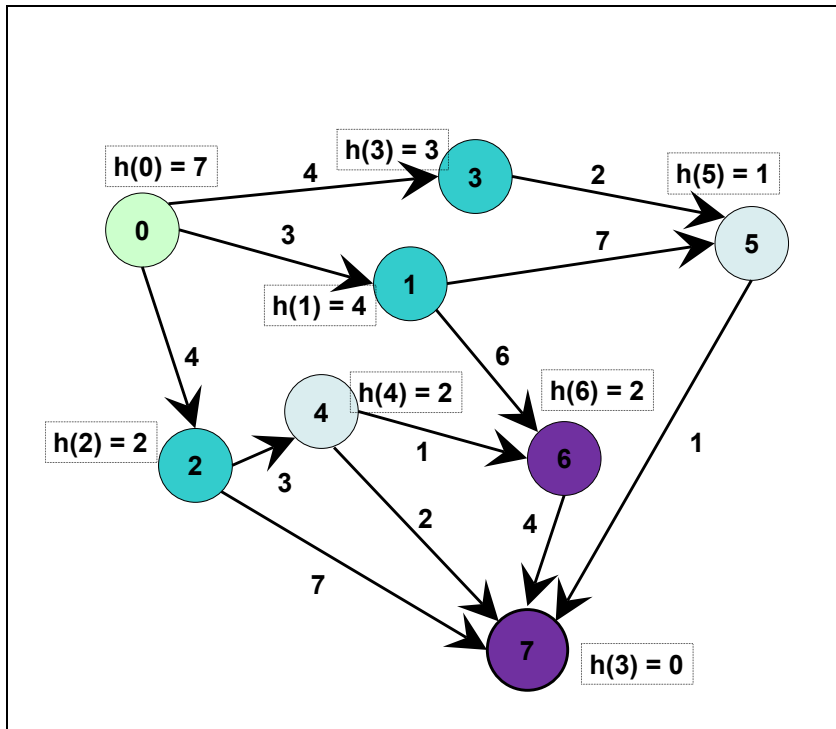 h(3) = 3
h(0) = 7
4
3
2
h(5) = 1
0
3
7
5
1
h(1) = 4
4
6
h(4) = 2
h(6) = 2
4
h(2) = 2
2
3
1
6
1
2
4
7
7
h(3) = 0